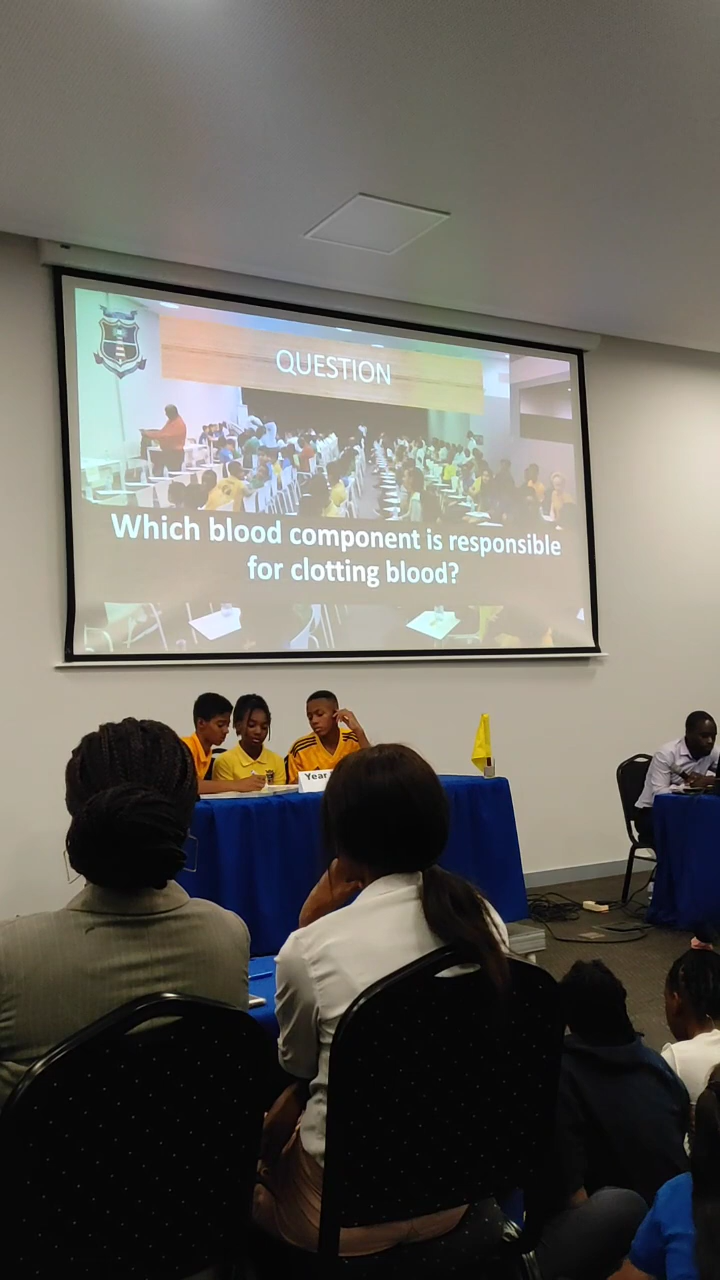 QUESTION
Which blood component is responsible
for clotting blood?
Year